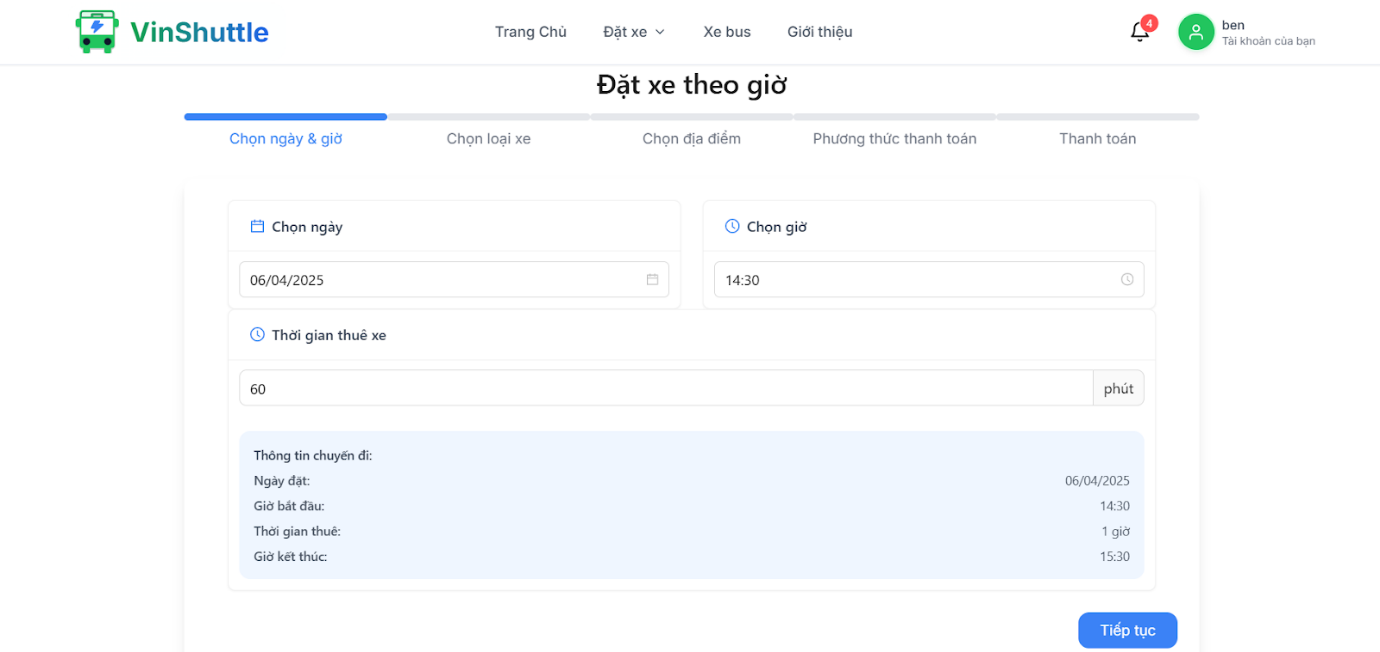 VinShuttle
Trang Chủ Đặt xe Xe bus Giới thiệu
4
ben
Tài khoản của bạn
Đặt xe theo giờ
Chọn ngày & giờ Chọn loại xe Chọn địa điểm Phương thức thanh toán Thanh toán
Chọn ngày
06/04/2025
Chọn giờ
14:30
Thời gian thuê xe
60 phút
Thông tin chuyến đi:
Ngày đặt: 06/04/2025
Giờ bắt đầu: 14:30
Thời gian thuê: 1 giờ
Giờ kết thúc: 15:30
Tiếp tục